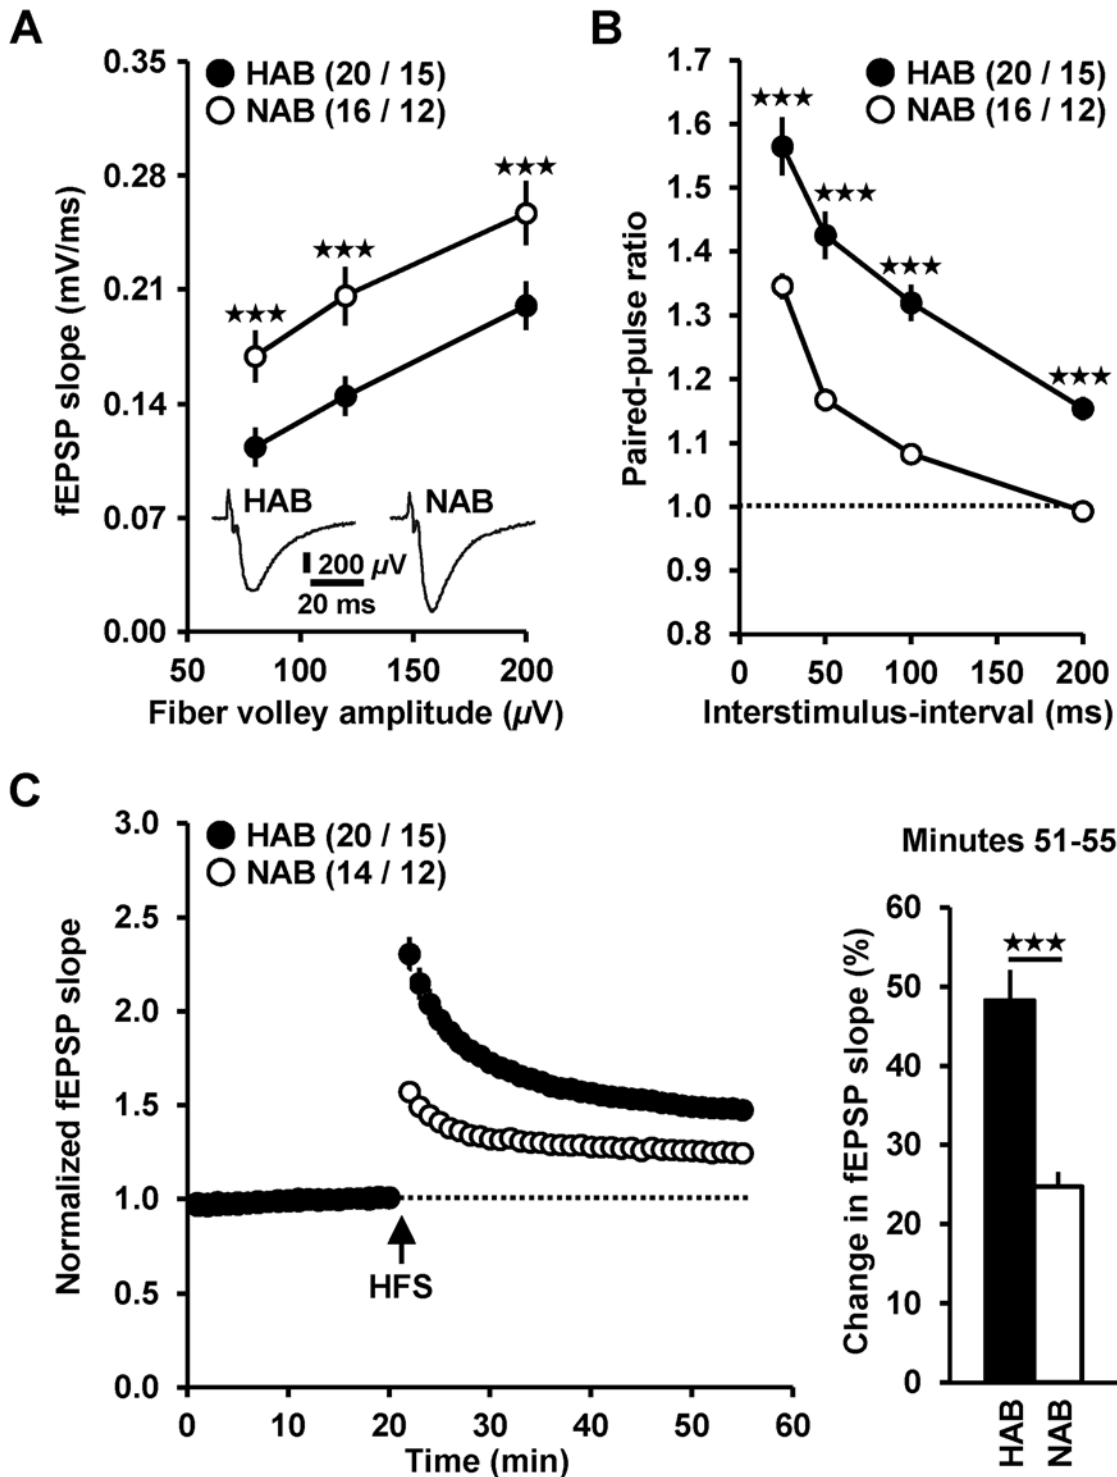 A
HAB (20 / 15)
NAB (16 / 12)
★★★
★★★
★★★
fEPSP slope (mV/ms)
0.35
0.28
0.21
0.14
0.07
0.00
HAB
NAB
200 µV
20 ms
50
100
150
200
Fiber volley amplitude (µV)
B
HAB (20 / 15)
NAB (16 / 12)
★★★
★★★
★★★
★★★
Paired-pulse ratio
1.7
1.6
1.5
1.4
1.3
1.2
1.1
1.0
0.9
0.8
0
50
100
150
200
Interstimulus-interval (ms)
C
HAB (20 / 15)
NAB (14 / 12)
Normalized fEPSP slope
3.0
2.5
2.0
1.5
1.0
0.5
0.0
HFS
0
10
20
30
40
50
60
Time (min)
Minutes 51-55
★★★
Change in fEPSP slope (%)
60
50
40
30
20
10
0
HAB
NAB